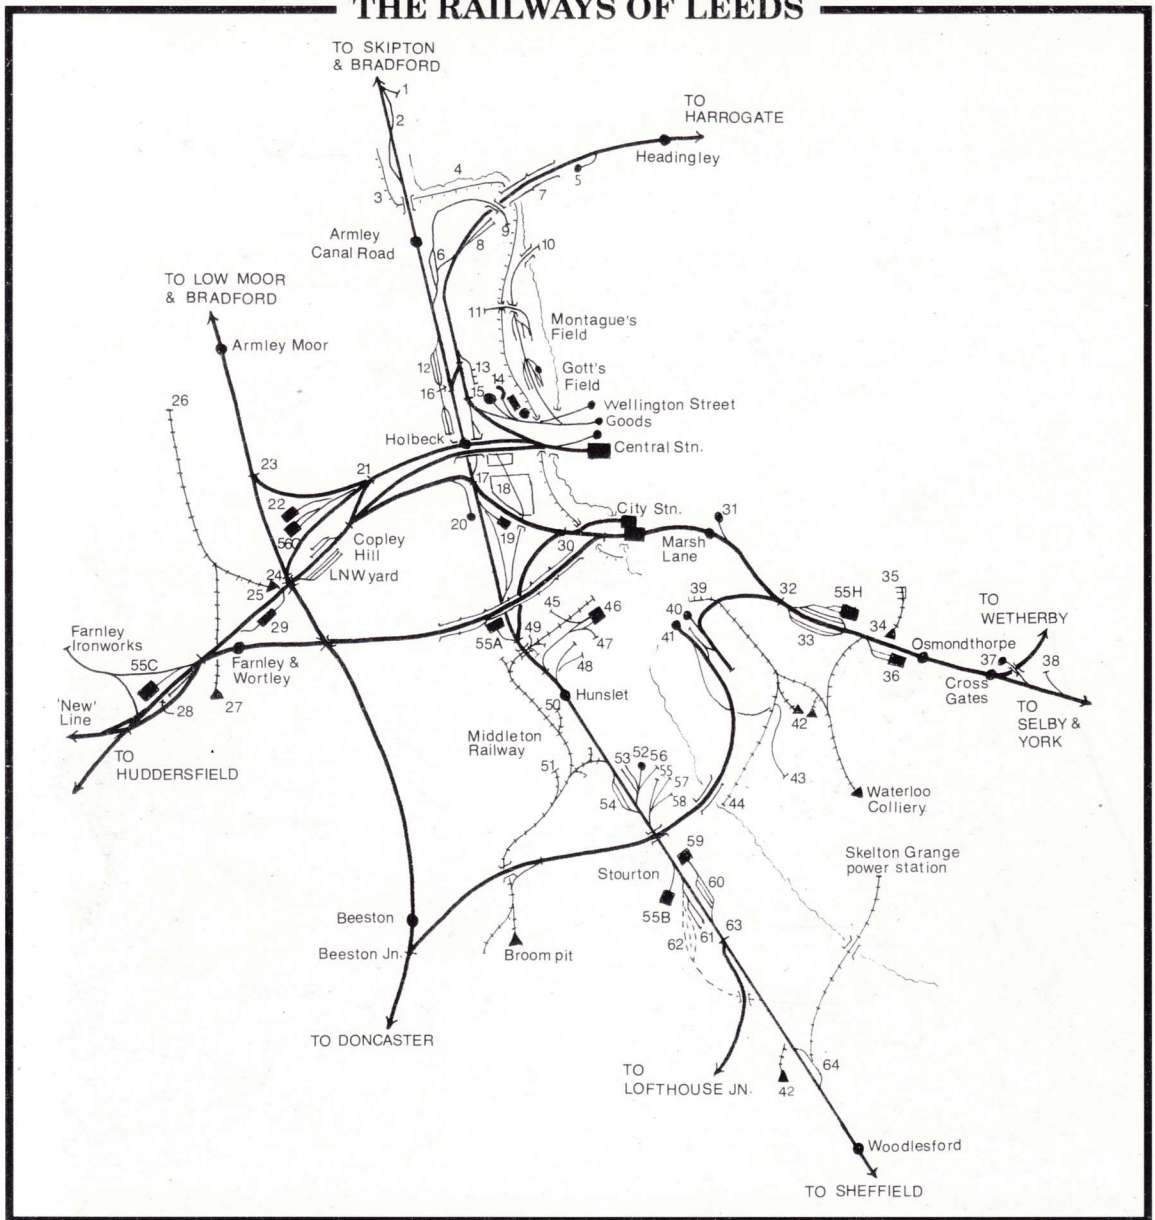 THE RAILWAYS OF LEEDS
TO SKIPTON
& BRADFORD
1
2
TO
HARROGATE
Headingley
3
4
5
7
Armley
Canal Road
6
8
9
10
TO LOW MOOR
& BRADFORD
11
Montague's
Field
Armley Moor
12
13
14
Gott's
Field
16
15
26
Wellington Street
Goods
Holbeck
Central Stn.
23
21
17
18
22
56C
20
19
City Stn.
31
Copley
Hill
30
Marsh
Lane
24
LNW yard
25
32
55H
35
39
45
46
40
TO
WETHERBY
29
55A
49
47
41
33
34
Farnley
Ironworks
55C
Farnley &
Wortley
48
36
Osmondthorpe
37
38
Cross
Gates
Hunslet
50
'New'
Line
28
27
42
TO
SELBY &
YORK
Middleton
Railway
TO
HUDDERSFIELD
51
53
52
56
55
57
58
54
43
44
Waterloo
Colliery
59
Skelton Grange
power station
Stourton
60
55B
Beeston
62
61
63
Beeston Jn.
Broom pit
TO DONCASTER
TO
LOFTHOUSE JN.
42
64
Woodlesford
TO SHEFFIELD